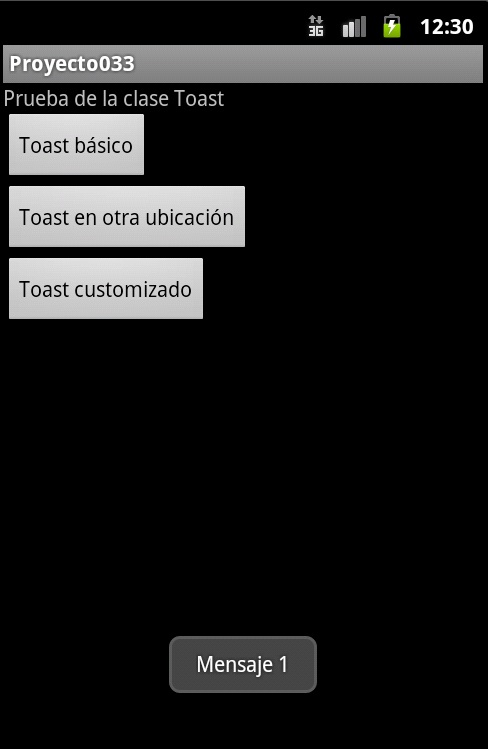 3G 12:30
Proyecto033
Prueba de la clase Toast
Toast básico
Toast en otra ubicación
Toast customizado
Mensaje 1